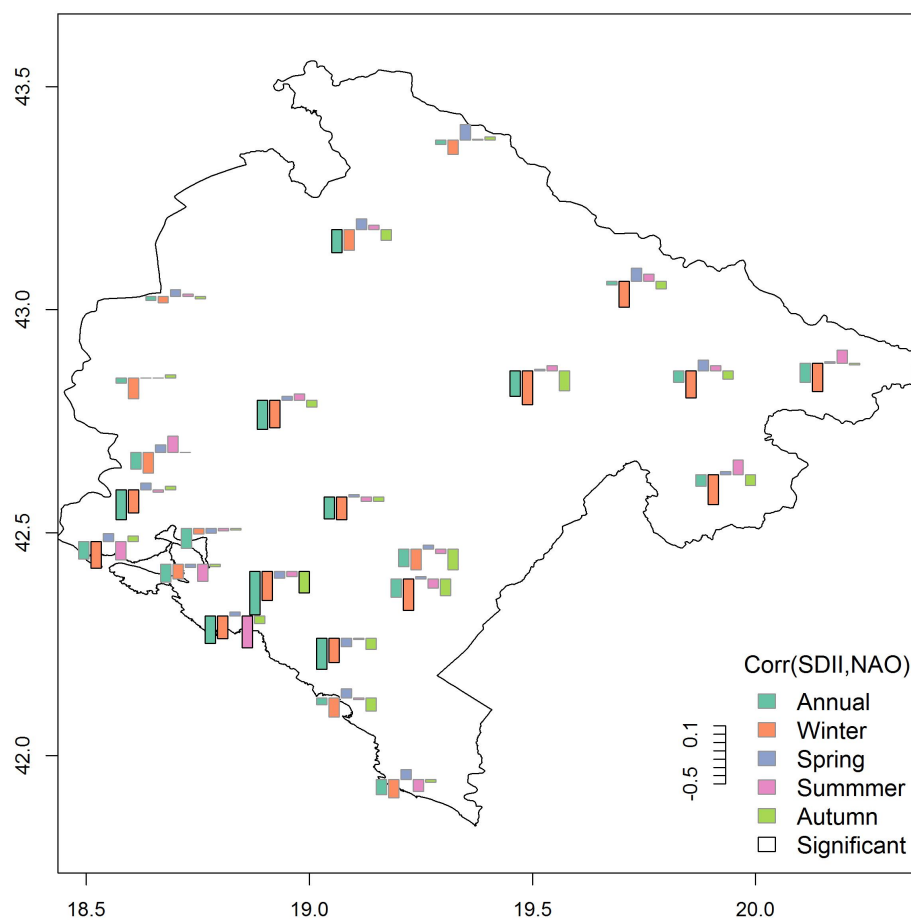 43.5
43.0
42.5
42.0
18.5
19.0
19.5
20.0
Corr(SDII,NAO)
Annual
Winter
Spring
Summmer
Autumn
Significant
0.1
-0.5